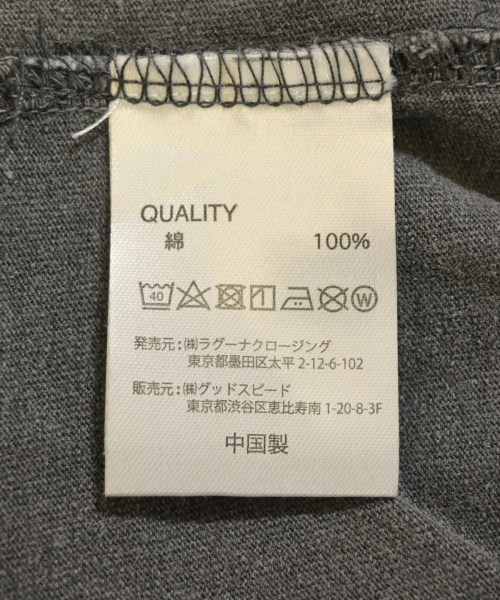 QUALITY
綿 100%
40 W
発売元:㈱ラグーナクロージング
東京都墨田区太平 2-12-6-102
販売元:㈱グッドスピード
東京都渋谷区恵比寿南 1-20-8-3F
中国製